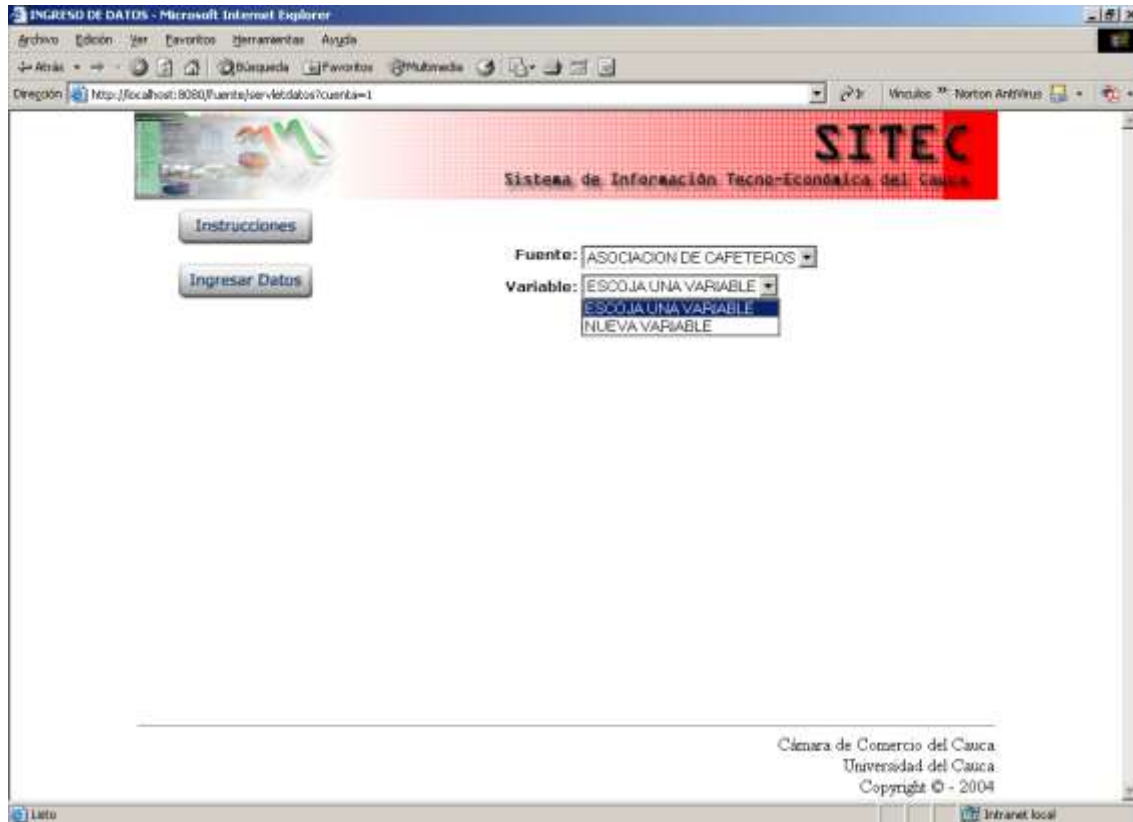 INGRESO DE DATOS - Microsoft Internet Explorer
Archivo Edición Ver Favoritos Herramientas Ayuda
Atrás Búsqueda Favoritos Multimedia
Dirección http://localhost:8080/Fuente/servletdatos?cuenta=1 Ir Vínculos » Norton AntiVirus
SITEC
Sistema de Información Tecno-Económica del Cauca
Instrucciones
Fuente: ASOCIACION DE CAFETEROS
Ingresar Datos
Variable: ESCOJA UNA VARIABLE
ESCOJA UNA VARIABLE
NUEVA VARIABLE
Cámara de Comercio del Cauca
Universidad del Cauca
Copyright © - 2004
Listo Intranet local